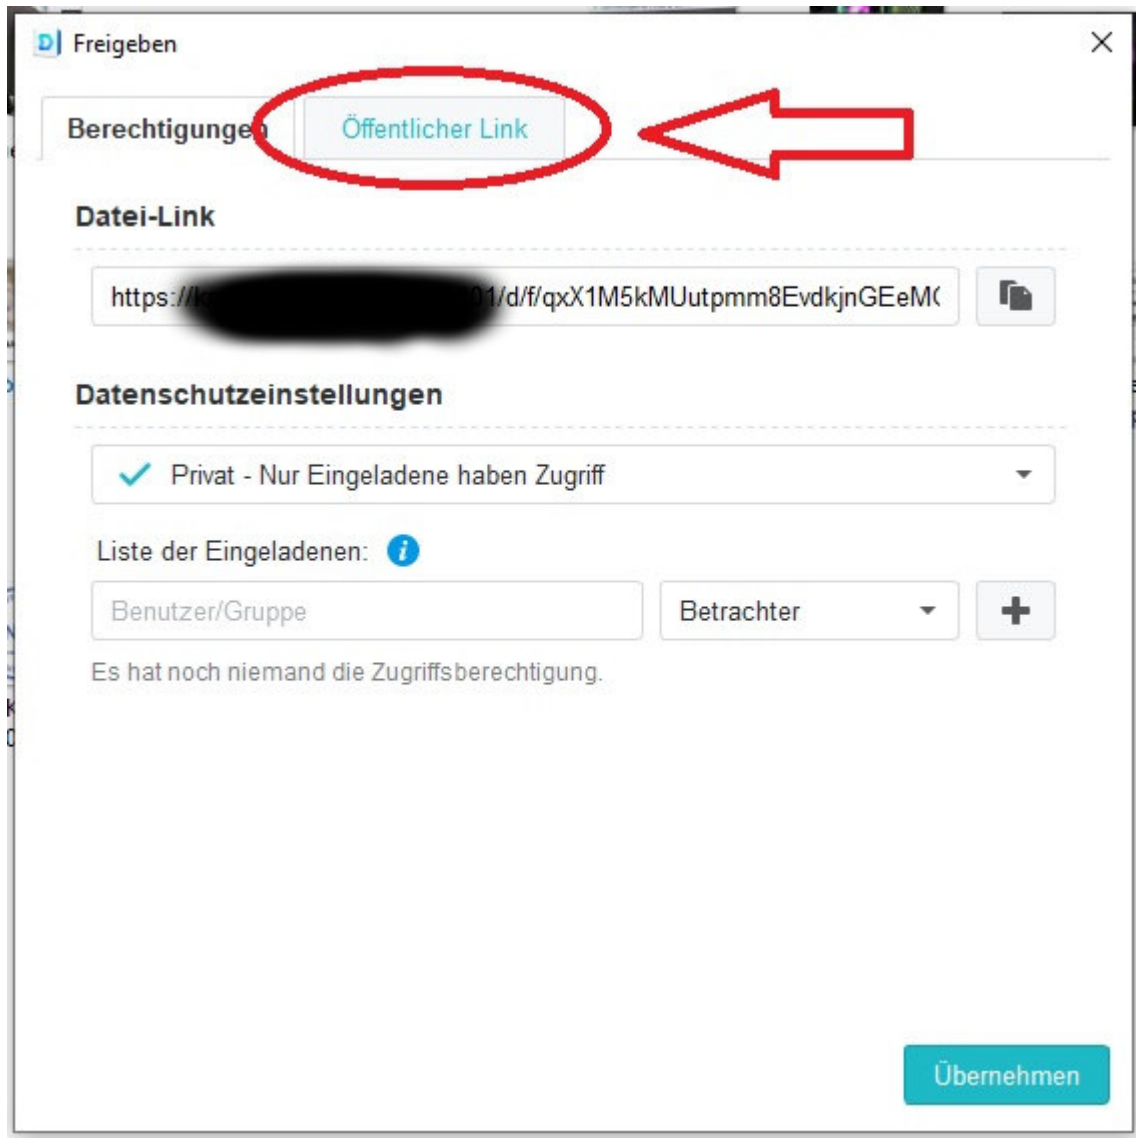 Freigeben
Berechtigungen
Öffentlicher Link
Datei-Link
https:// /d/f/qxX1M5kMUutpmm8EvdkjnGEeM
Datenschutzeinstellungen
Privat - Nur Eingeladene haben Zugriff
Liste der Eingeladenen: i
Benutzer/Gruppe Betrachter
Es hat noch niemand die Zugriffsberechtigung.
Übernehmen